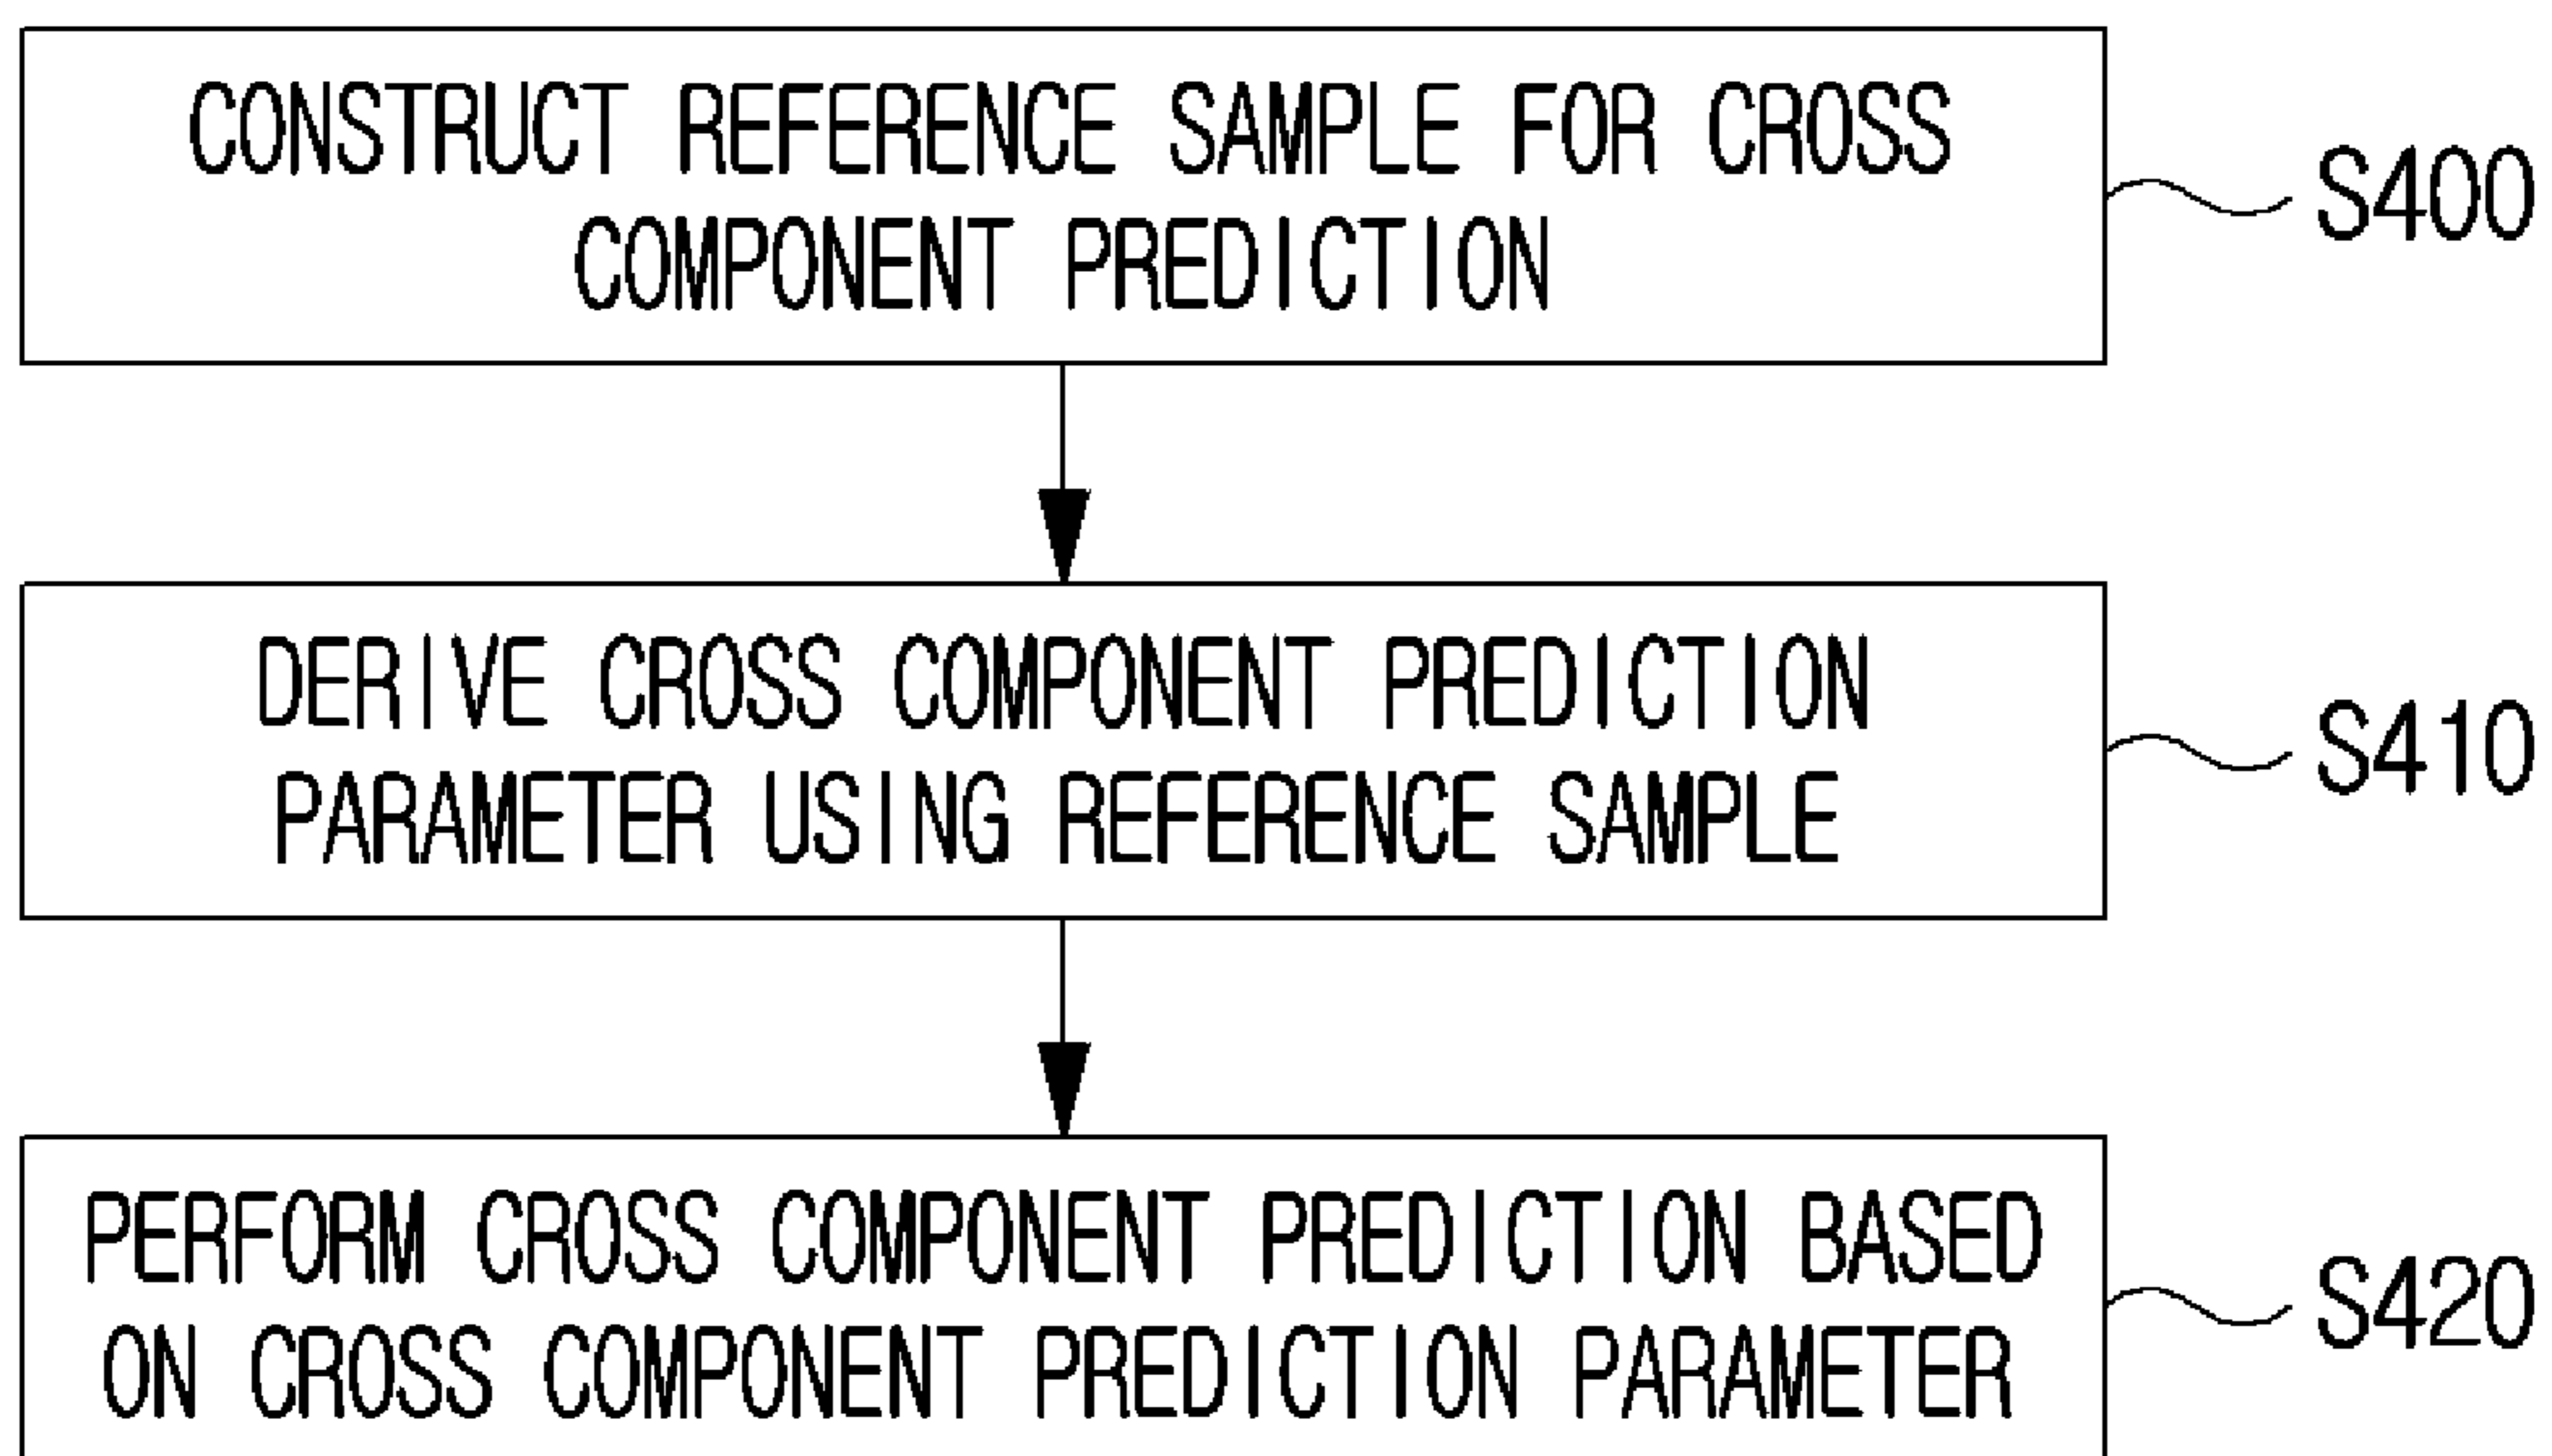 CONSTRUCT REFERENCE SAMPLE FOR CROSS
COMPONENT PREDICTION
S400
DERIVE CROSS COMPONENT PREDICTION
PARAMETER USING REFERENCE SAMPLE
S410
PERFORM CROSS COMPONENT PREDICTION BASED
ON CROSS COMPONENT PREDICTION PARAMETER
S420